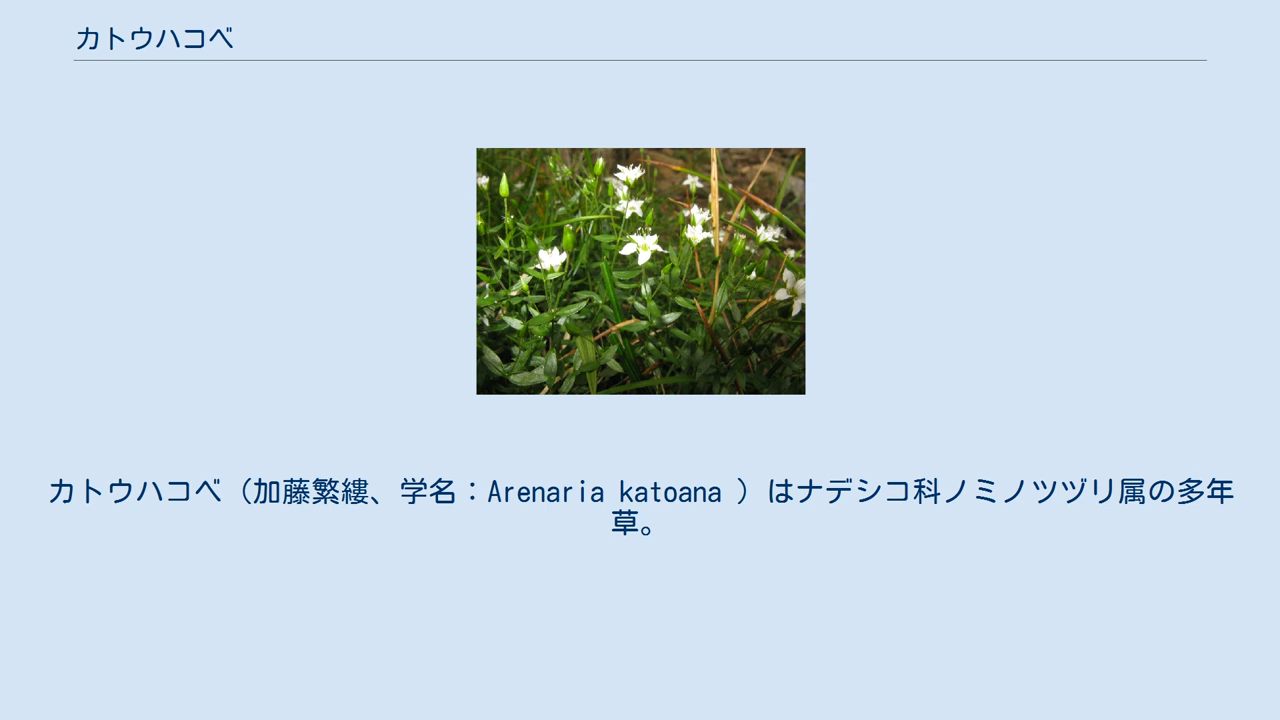 カトウハコベ
カトウハコベ（加藤繁縷、学名：Arenaria katoana ）はナデシコ科ノミノツヅリ属の多年
草。